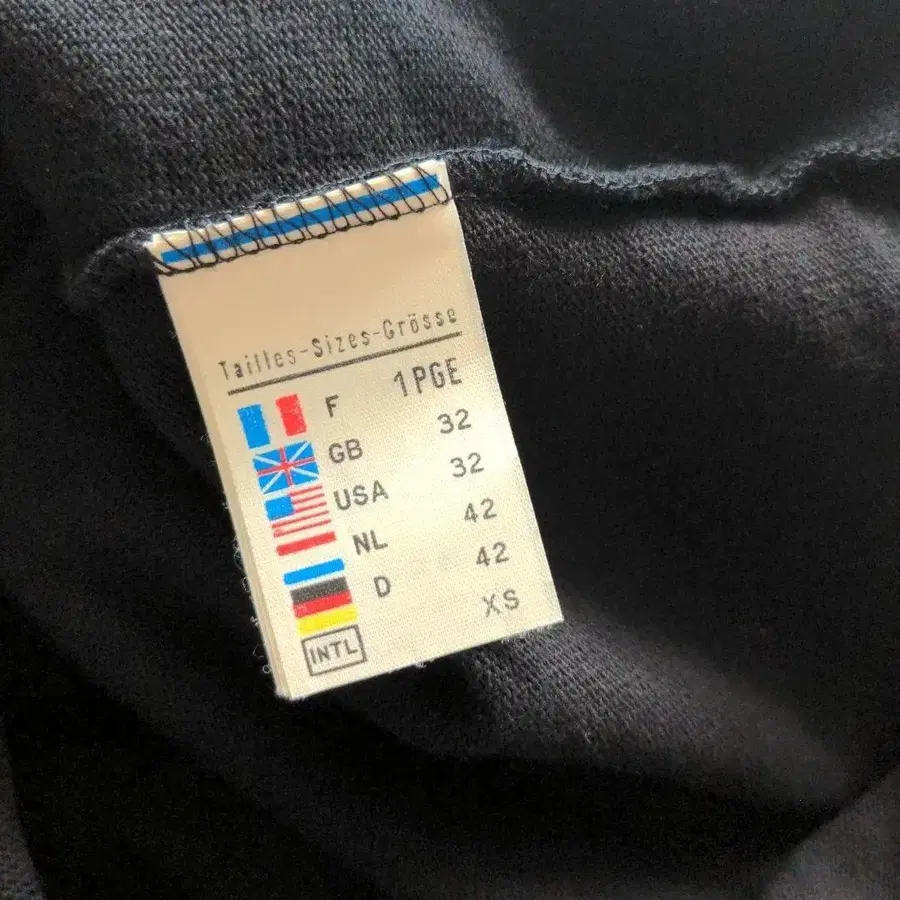 Tailles-Sizes-Grösse
F 1PGE
GB 32
USA 32
NL 42
D 42
INTL XS